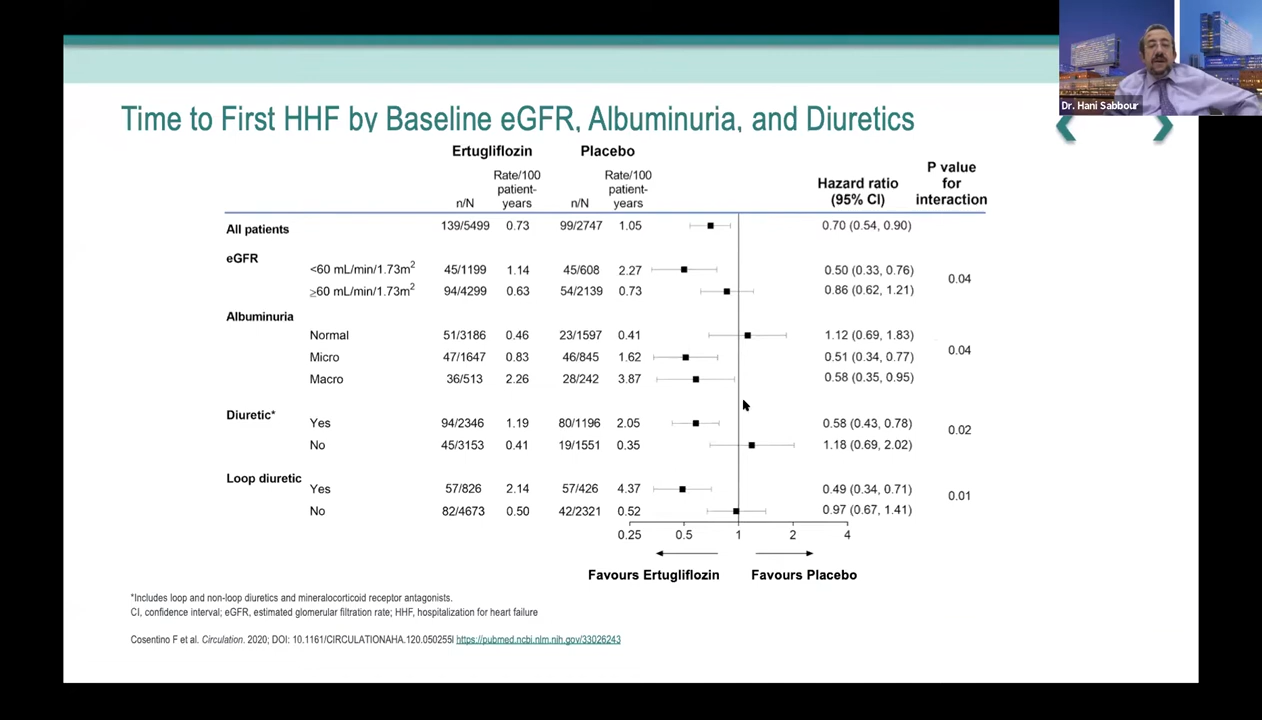 Dr. Hani Sabbour
Time to First HHF by Baseline eGFR, Albuminuria, and Diuretics
Ertugliflozin Placebo
n/N Rate/100 patient-years n/N Rate/100 patient-years Hazard ratio (95% CI) P value for interaction
All patients 139/5499 0.73 99/2747 1.05 0.70 (0.54, 0.90)
eGFR
<60 mL/min/1.73m² 45/1199 1.14 45/608 2.27 0.50 (0.33, 0.76) 0.04
≥60 mL/min/1.73m² 94/4299 0.63 54/2139 0.73 0.86 (0.62, 1.21)
Albuminuria
Normal 51/3186 0.46 23/1597 0.41 1.12 (0.69, 1.83)
Micro 47/1647 0.83 46/845 1.62 0.51 (0.34, 0.77) 0.04
Macro 36/513 2.26 28/242 3.87 0.58 (0.35, 0.95)
Diuretic*
Yes 94/2346 1.19 80/1196 2.05 0.58 (0.43, 0.78) 0.02
No 45/3153 0.41 19/1551 0.35 1.18 (0.69, 2.02)
Loop diuretic
Yes 57/826 2.14 57/426 4.37 0.49 (0.34, 0.71) 0.01
No 82/4673 0.50 42/2321 0.52 0.97 (0.67, 1.41)
0.25 0.5 1 2 4
Favours Ertugliflozin Favours Placebo
*Includes loop and non-loop diuretics and mineralocorticoid receptor antagonists.
CI, confidence interval; eGFR, estimated glomerular filtration rate; HHF, hospitalization for heart failure
Cosentino F et al. Circulation. 2020; DOI: 10.1161/CIRCULATIONAHA.120.050255l https://pubmed.ncbi.nlm.nih.gov/33026243